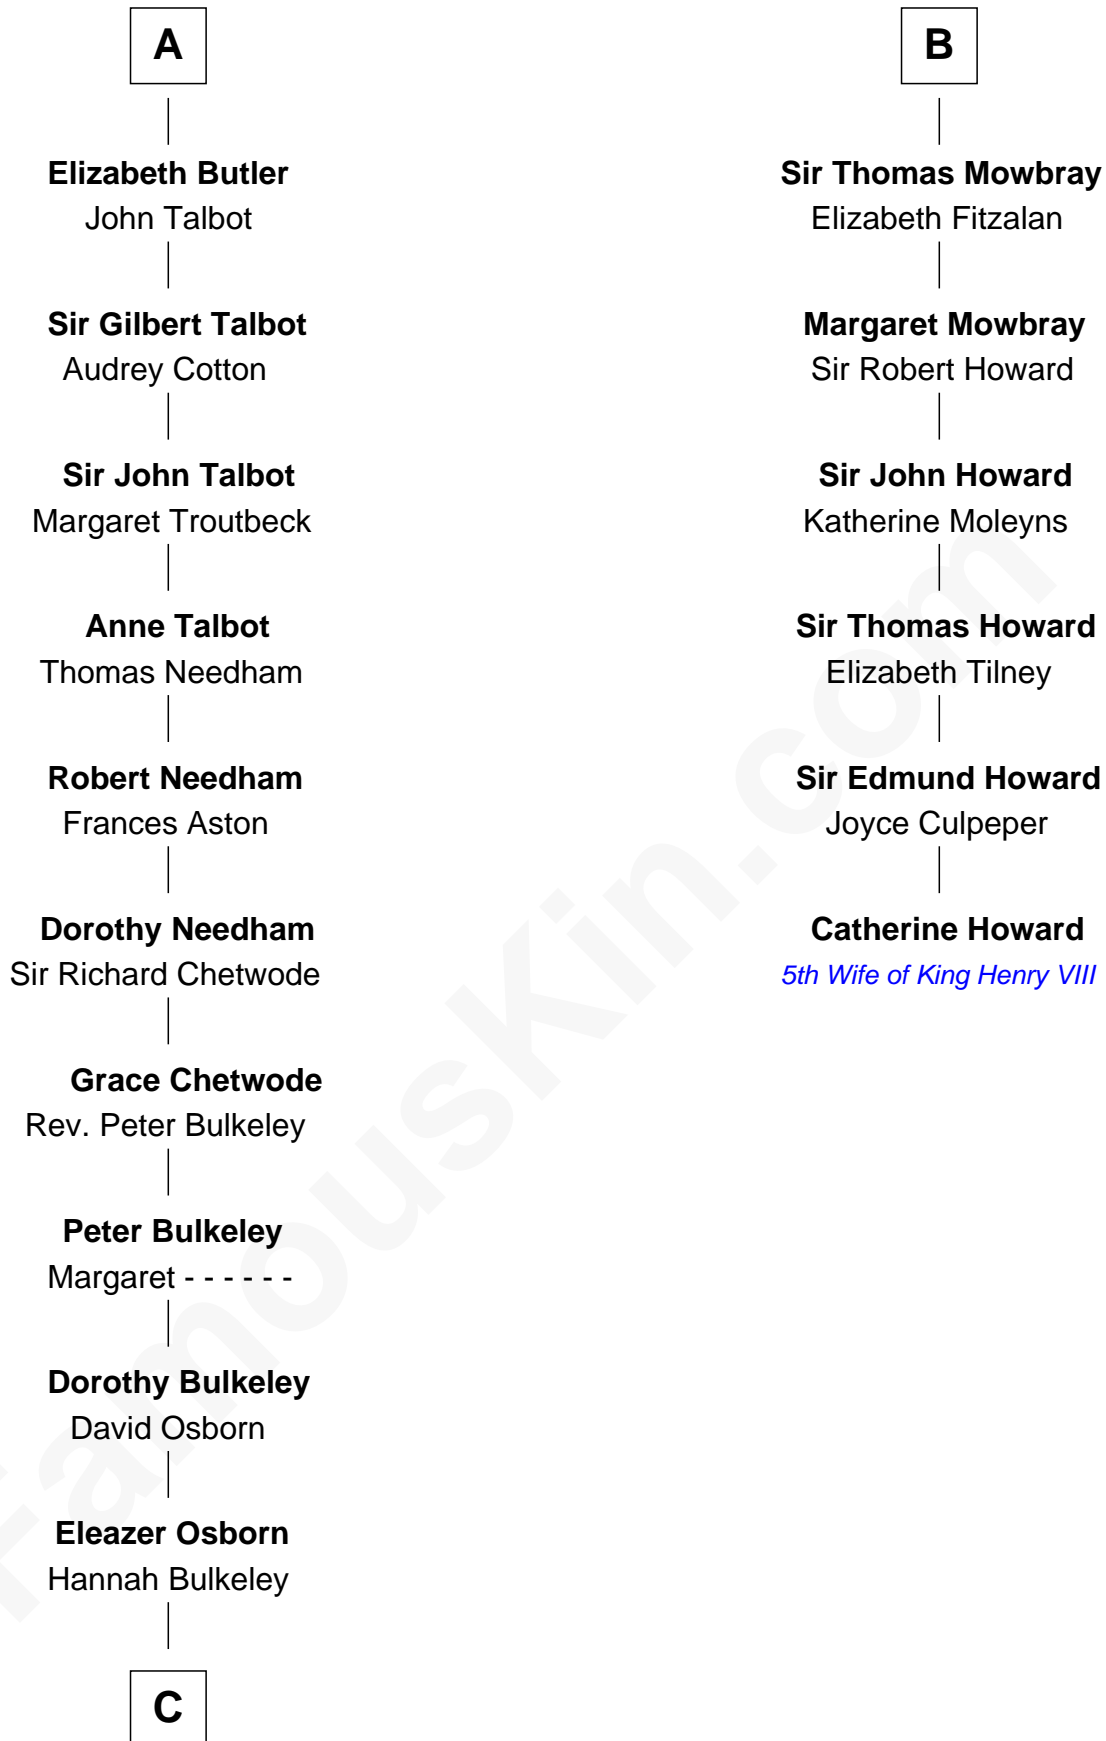 A
Elizabeth Butler
John Talbot
Sir Gilbert Talbot
Audrey Cotton
Sir John Talbot
Margaret Troutbeck
Anne Talbot
Thomas Needham
Robert Needham
Frances Aston
Dorothy Needham
Sir Richard Chetwode
Grace Chetwode
Rev. Peter Bulkeley
Peter Bulkeley
Margaret - - - - - -
Dorothy Bulkeley
David Osborn
Eleazer Osborn
Hannah Bulkeley
C
B
Sir Thomas Mowbray
Elizabeth Fitzalan
Margaret Mowbray
Sir Robert Howard
Sir John Howard
Katherine Moleyns
Sir Thomas Howard
Elizabeth Tilney
Sir Edmund Howard
Joyce Culpeper
Catherine Howard
5th Wife of King Henry VIII
FamousKin.com